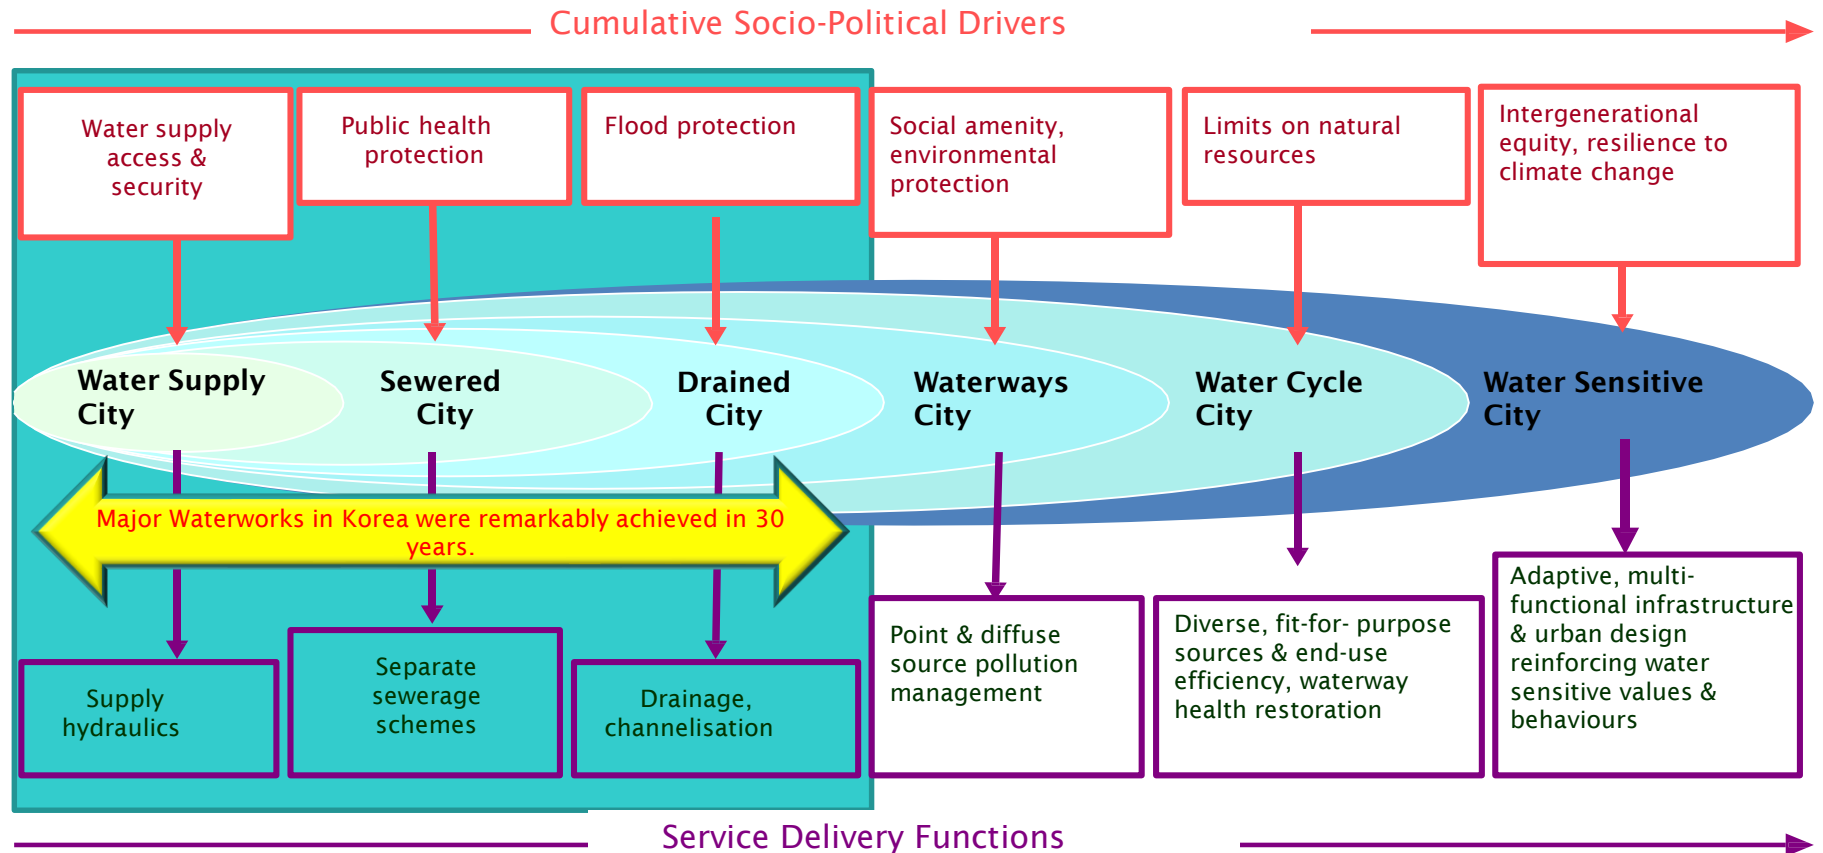 Cumulative Socio-Political Drivers
Water supply
access &
security
Public health
protection
Flood protection
Social amenity,
environmental
protection
Limits on natural
resources
Intergenerational
equity, resilience to
climate change
Water Supply
City
Sewered
City
Drained
City
Waterways
City
Water Cycle
City
Water Sensitive
City
Major Waterworks in Korea were remarkably achieved in 30
years.
Supply
hydraulics
Separate
sewerage
schemes
Drainage,
channelisation
Point & diffuse
source pollution
management
Diverse, fit-for- purpose
sources & end-use
efficiency, waterway
health restoration
Adaptive, multi-
functional infrastructure
& urban design
reinforcing water
sensitive values &
behaviours
Service Delivery Functions